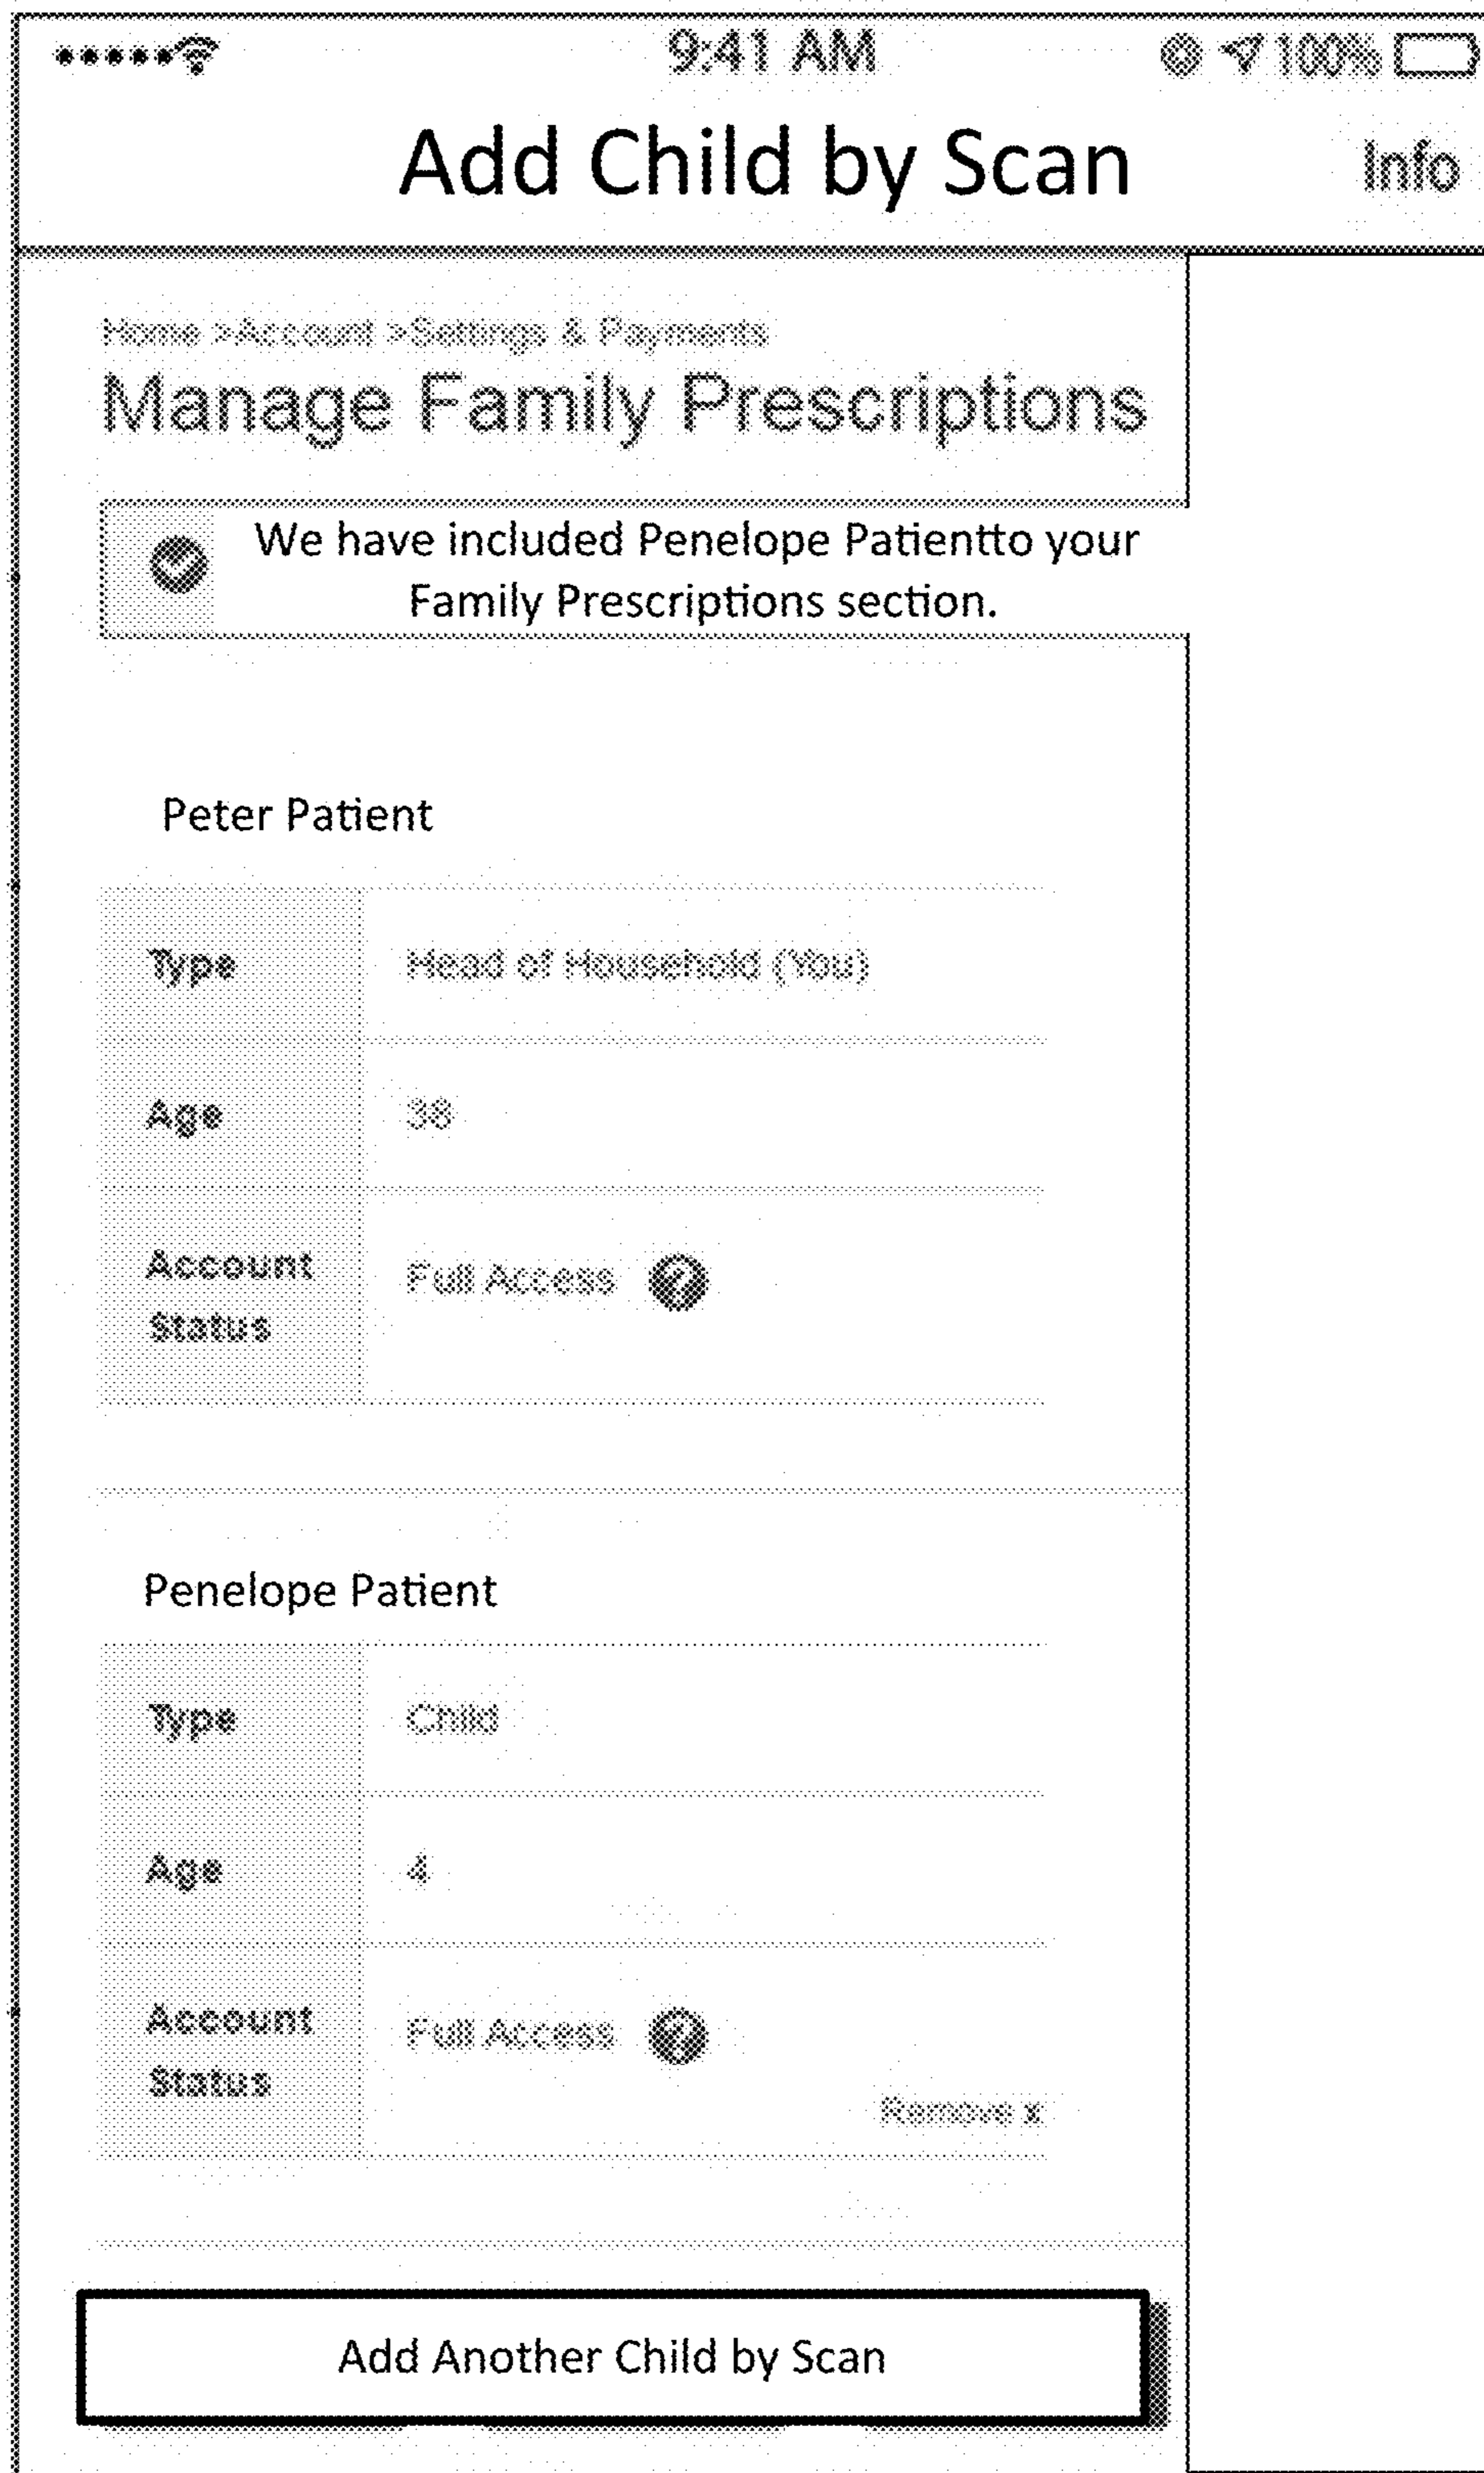 9:41 AM
100%
Add Child by Scan
Info
Home >Account >Settings & Payments
Manage Family Prescriptions
We have included Penelope Patientto your
Family Prescriptions section.
Peter Patient
Type
Head of Household (You)
Age
38
Account
Status
Full Access
?
Penelope Patient
Type
Child
Age
4
Account
Status
Full Access
?
Remove x
Add Another Child by Scan